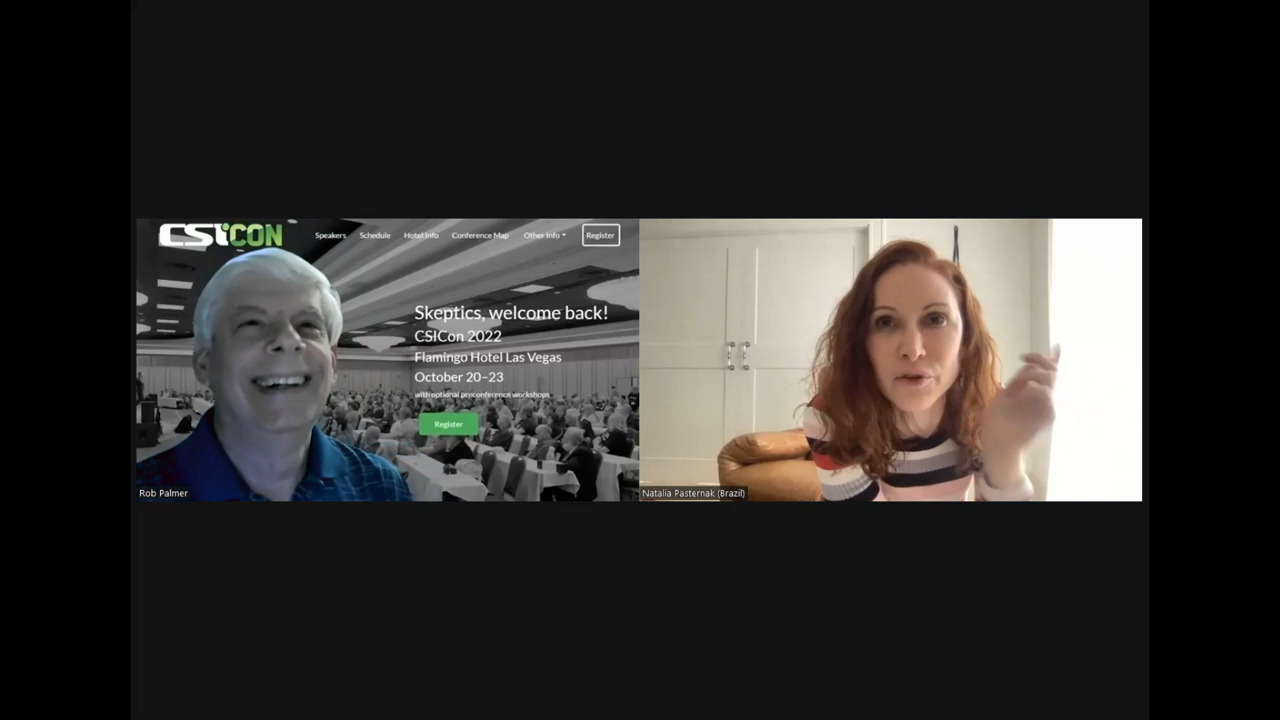 CSICON
Speakers Schedule Hotel Info Conference Map Other Info Register
Skeptics, welcome back!
CSICon 2022
Flamingo Hotel Las Vegas
October 20–23
with optional preconference workshops
Register
Rob Palmer
Natalia Pasternak (Brazil)